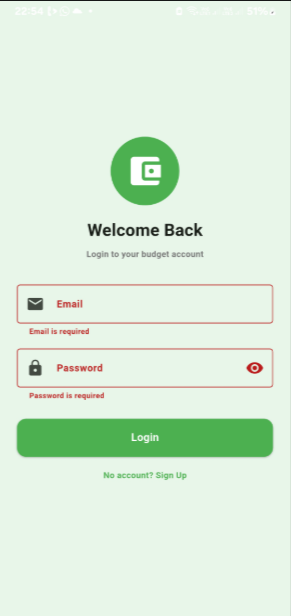 22:54
51%
Welcome Back
Login to your budget account
Email
Email is required
Password
Password is required
Login
No account? Sign Up